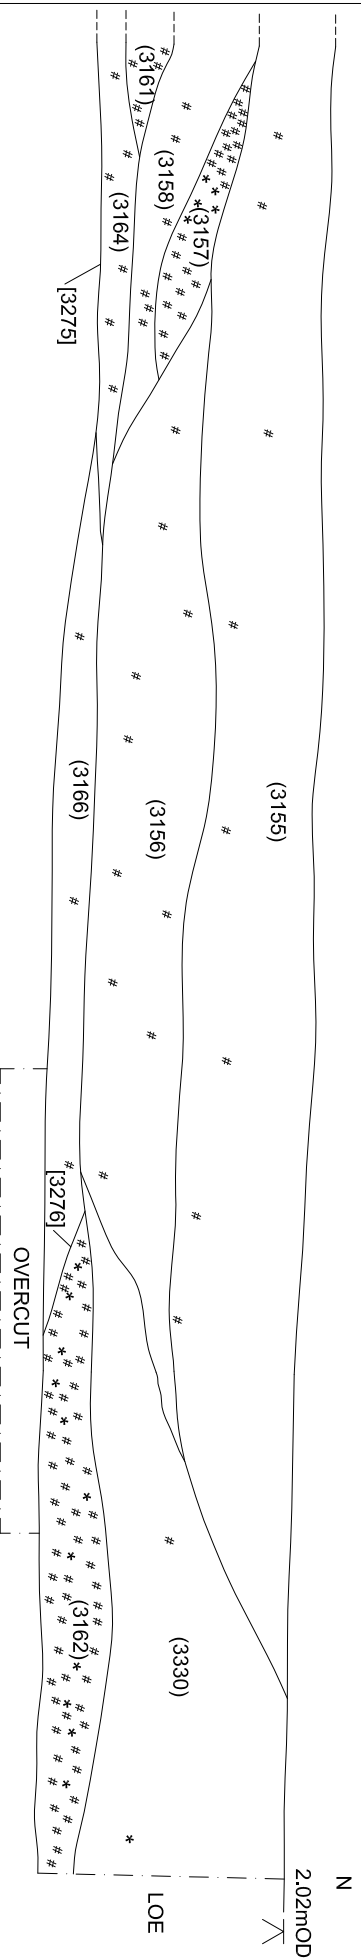 N
2.02mOD
(3161)
(3158)
(3157)
(3164)
[3275]
(3155)
(3156)
(3166)
[3276]
OVERCUT
(3162)
(3330)
LOE